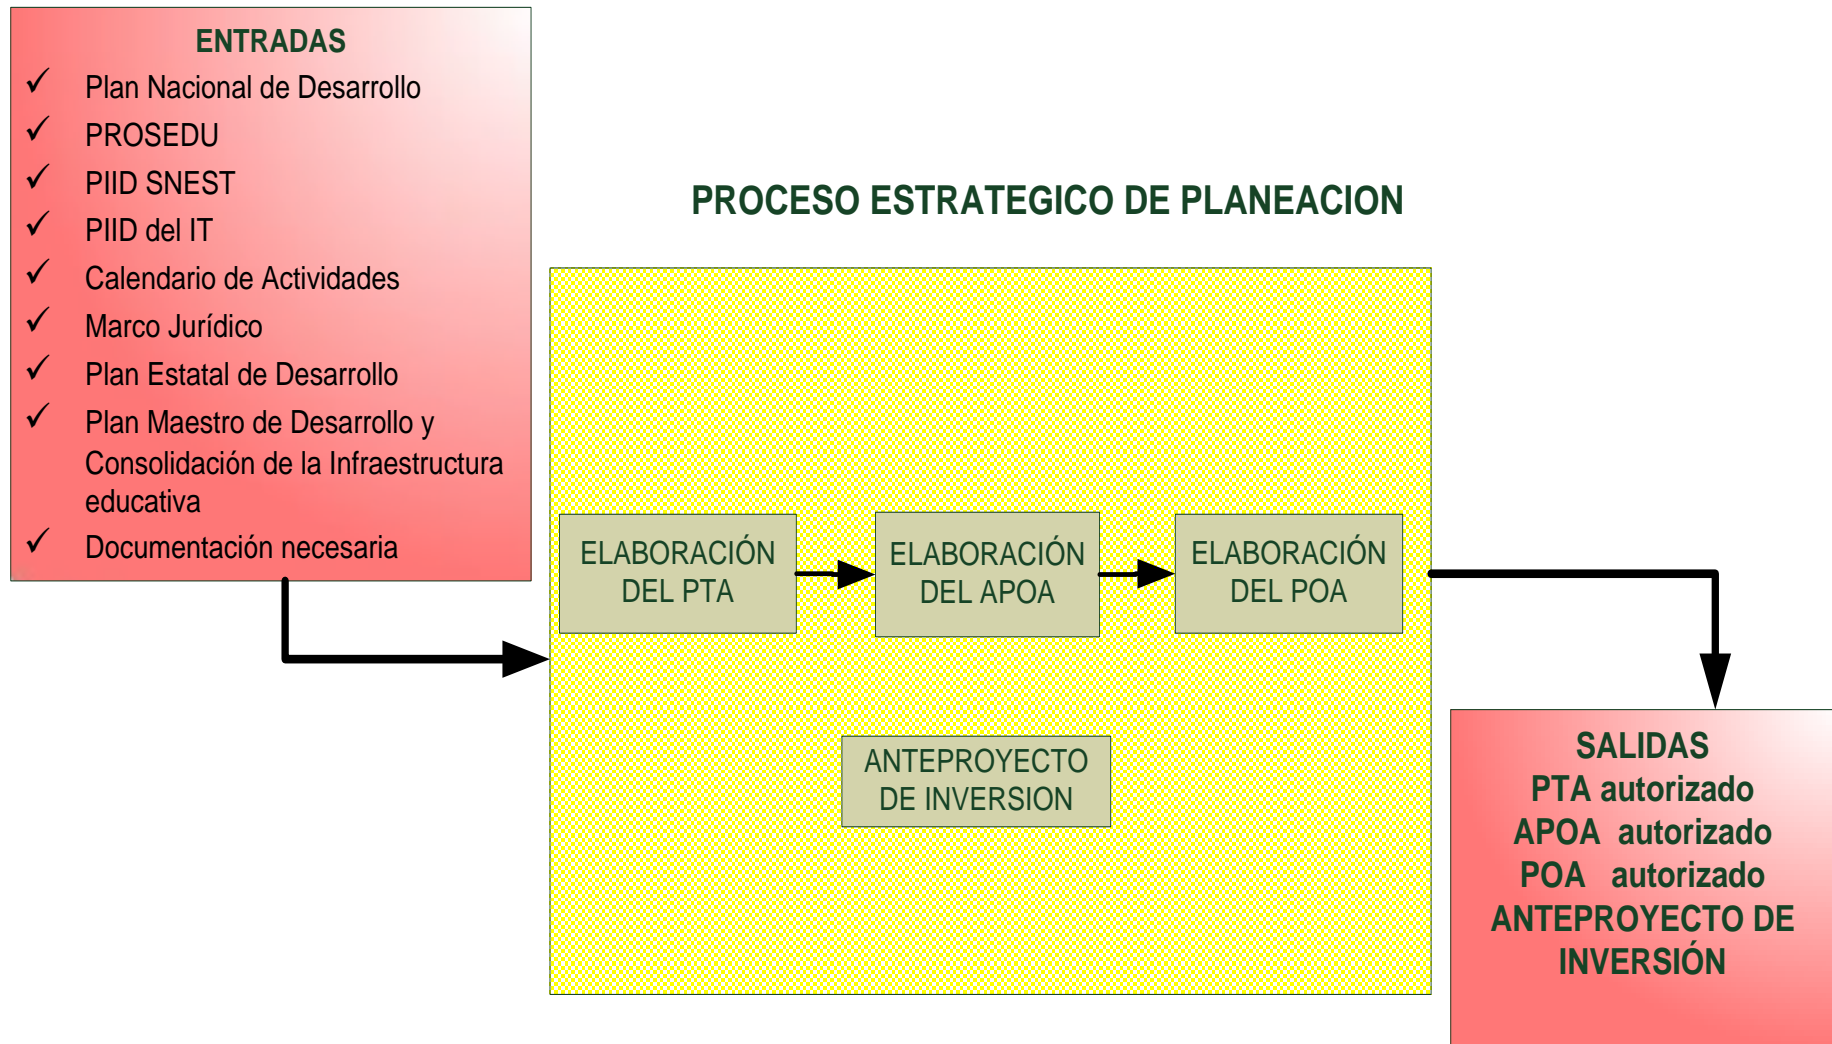 ENTRADAS
✓ Plan Nacional de Desarrollo
✓ PROSEDU
✓ PIID SNEST
✓ PIID del IT
✓ Calendario de Actividades
✓ Marco Jurídico
✓ Plan Estatal de Desarrollo
✓ Plan Maestro de Desarrollo y
Consolidación de la Infraestructura
educativa
✓ Documentación necesaria
PROCESO ESTRATEGICO DE PLANEACION
ELABORACIÓN
DEL PTA
ELABORACIÓN
DEL APOA
ELABORACIÓN
DEL POA
ANTEPROYECTO
DE INVERSION
SALIDAS
PTA autorizado
APOA autorizado
POA autorizado
ANTEPROYECTO DE
INVERSIÓN